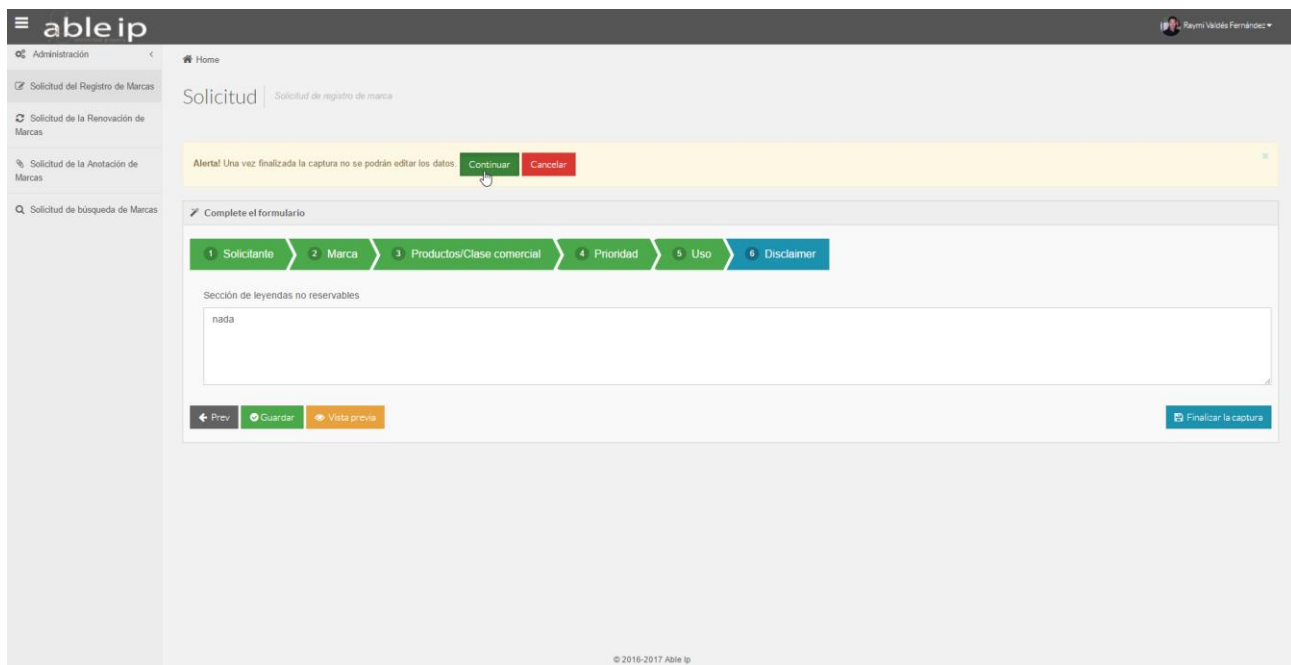 able ip
Raymi Valdés Fernández
Administración
Home
Solicitud del Registro de Marcas
Solicitud Solicitud de registro de marca
Solicitud de la Renovación de
Marcas
Solicitud de la Anotación de
Marcas
Alerta! Una vez finalizada la captura no se podrán editar los datos. Continuar Cancelar
×
Solicitud de búsqueda de Marcas
Complete el formulario
1 Solicitante 2 Marca 3 Productos/Clase comercial 4 Prioridad 5 Uso 6 Disclaimer
Sección de leyendas no reservables
nada
Prev Guardar Vista previa Finalizar la captura
© 2016-2017 Able Ip